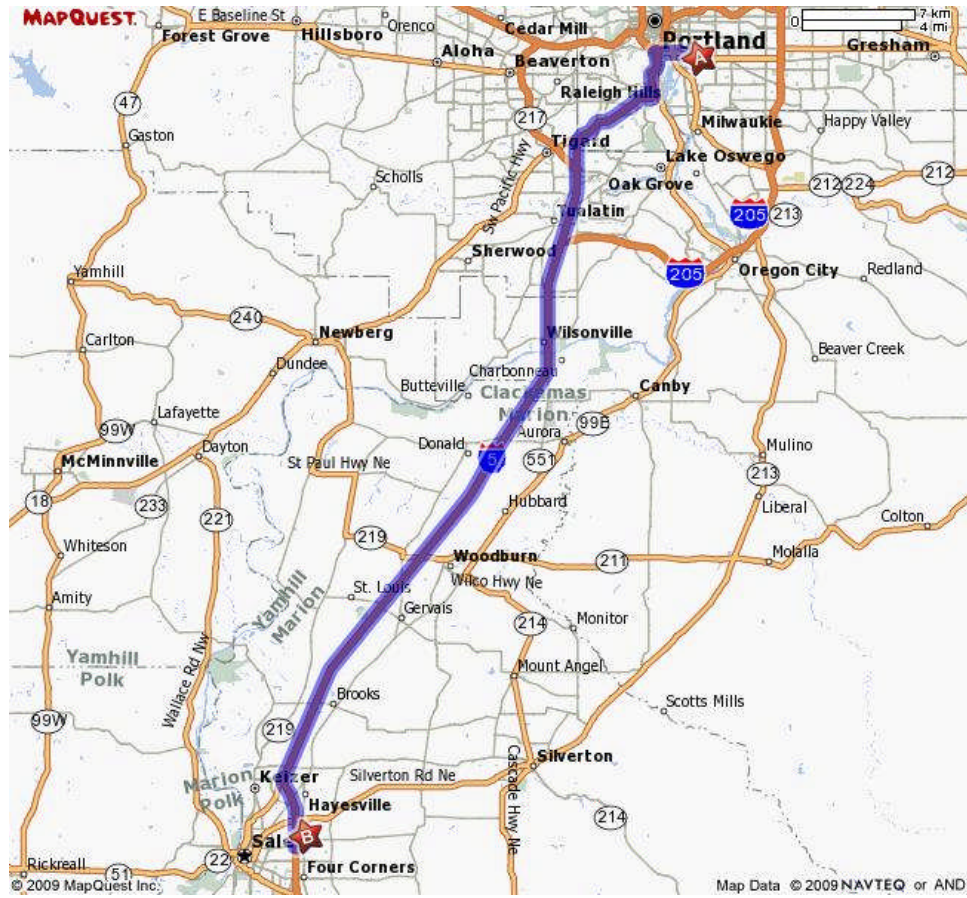 MAPQUEST.
E Baseline St
Orenco
Cedar Mill
7 km
0
4 mi
Forest Grove
Hillsboro
Portland
A
Aloha
Gresham
Beaverton
47
Raleigh Hills
217
Gaston
Milwaukie
Happy Valley
Tigard
Lake Oswego
Scholls
Oak Grove
212
224
212
SW Pacific Hwy
Tualatin
205
213
Sherwood
Yamhill
205
Oregon City
Redland
240
Newberg
Wilsonville
Carlton
Charbonneau
Beaver Creek
Dundee
Butteville
Canby
Clackamas
Marion
Lafayette
99W
99E
Donald
Aurora
Dayton
Mulino
McMinnville
St Paul Hwy Ne
5
551
213
18
233
Hubbard
Liberal
221
Colton
219
Whiteson
Woodburn
211
Molalla
Wilco Hwy Ne
Amity
St. Louis
Gervais
Yamhill
Marion
214
Monitor
Yamhill
Polk
Mount Angel
Wallace Rd Nw
Brooks
Scotts Mills
99W
219
Silverton
Marion
Polk
Keizer
Silverton Rd Ne
Hayesville
Cascade Hwy Ne
214
B
22
Rickreall
51
Four Corners
© 2009 MapQuest Inc.
Map Data © 2009 NAVTEQ or AND